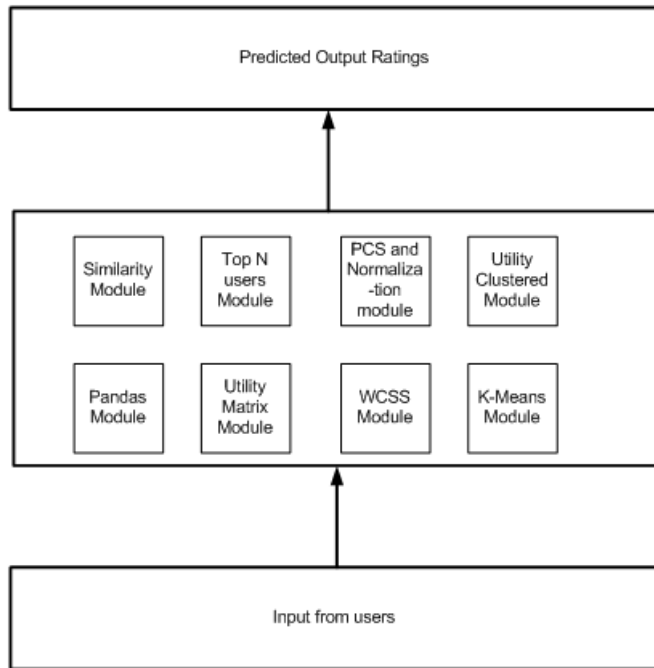 Predicted Output Ratings
Similarity
Module
Top N
users
Module
PCS and
Normaliza
-tion
module
Utility
Clustered
Module
Pandas
Module
Utility
Matrix
Module
WCSS
Module
K-Means
Module
Input from users